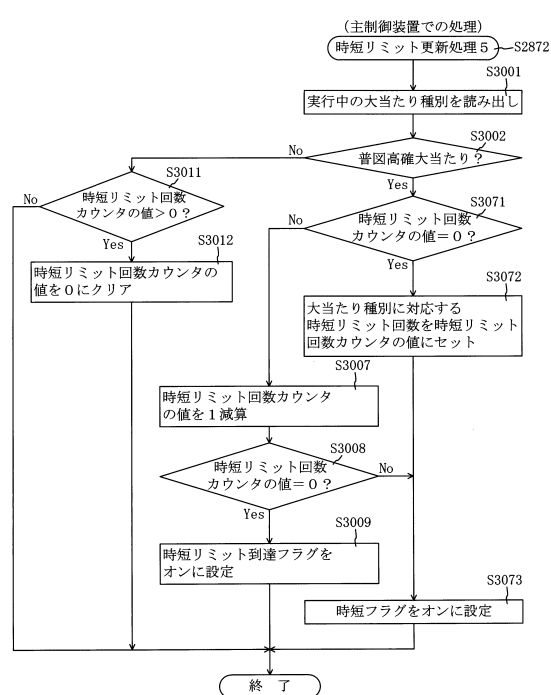 (主制御装置での処理)
時短リミット更新処理5
S2872
S3001
実行中の大当たり種別を読み出し
S3002
普図高確大当たり?
No
Yes
S3011
時短リミット回数
カウンタの値>0?
No
Yes
S3012
時短リミット回数カウンタの
値を0にクリア
S3071
時短リミット回数
カウンタの値=0?
No
Yes
S3072
大当たり種別に対応する
時短リミット回数を時短リミット
回数カウンタの値にセット
S3007
時短リミット回数カウンタ
の値を1減算
S3008
時短リミット回数
カウンタの値=0?
No
Yes
S3009
時短リミット到達フラグを
オンに設定
S3073
時短フラグをオンに設定
終 了